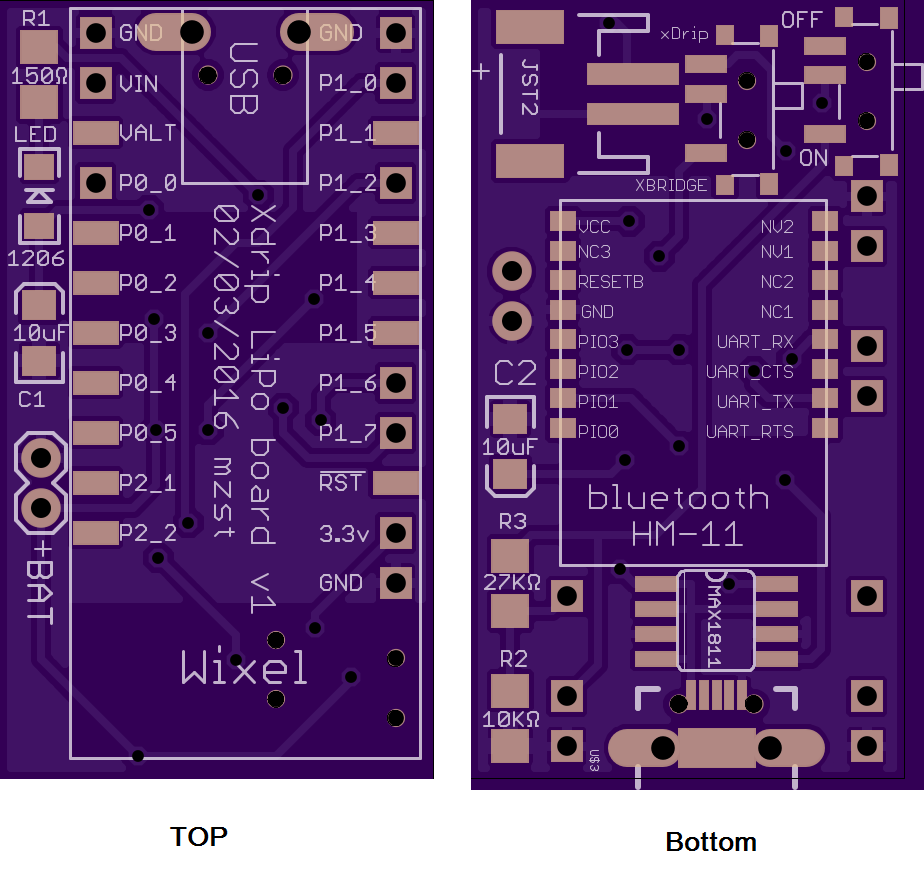 R1
150Ω
LED
1206
10uF
C1
+BAT
GND
VIN
VALT
P0_0
P0_1
P0_2
P0_3
P0_4
P0_5
P2_1
P2_2
USB
Xdrip LiPo board v1
02/03/2016 mzst
Wixel
GND
P1_0
P1_1
P1_2
P1_3
P1_4
P1_5
P1_6
P1_7
RST
3.3v
GND
TOP
+
JST2
xDrip
XBRIDGE
OFF
ON
VCC
NC3
RESETB
GND
PIO3
PIO2
PIO1
PIO0
NV2
NV1
NC2
NC1
UART_RX
UART_CTS
UART_TX
UART_RTS
bluetooth
HM-11
C2
10uF
R3
27KΩ
R2
10KΩ
MAX1811
U$3
Bottom